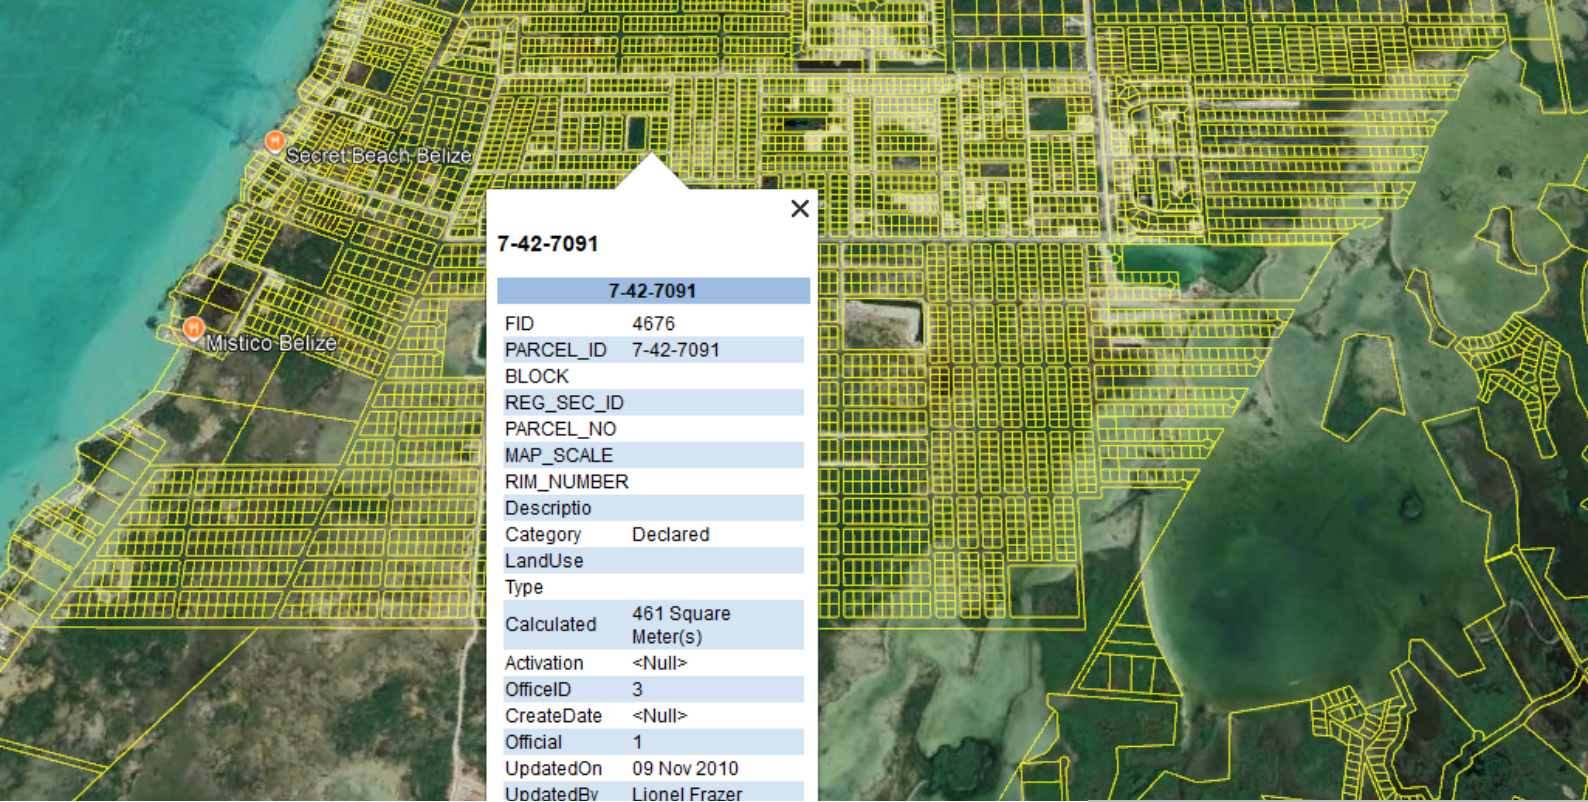 Secret Beach Belize
Mistico Belize
7-42-7091
7-42-7091
FID 4676
PARCEL_ID 7-42-7091
BLOCK
REG_SEC_ID
PARCEL_NO
MAP_SCALE
RIM_NUMBER
Descriptio
Category Declared
LandUse
Type
Calculated 461 Square
Meter(s)
Activation <Null>
OfficeID 3
CreateDate <Null>
Official 1
UpdatedOn 09 Nov 2010
UpdatedBy Lionel Frazer